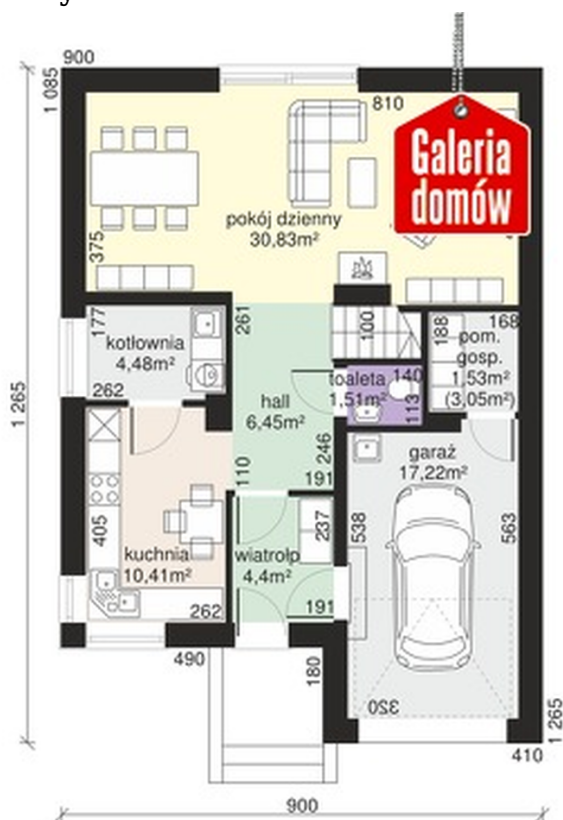 900
1 085
810
Galeria
domów
pokój dzienny
30,83m²
375
177
kotłownia
4,48m²
262
261
100
188
168
pom.
gosp.
1,53m²
(3,05m²)
toaleta
140
1,51m²
113
1 265
hall
6,45m²
246
110
191
garaż
17,22m²
405
kuchnia
10,41m²
262
237
wiatrołp
4,4m²
191
538
563
490
180
320
410
1 265
900